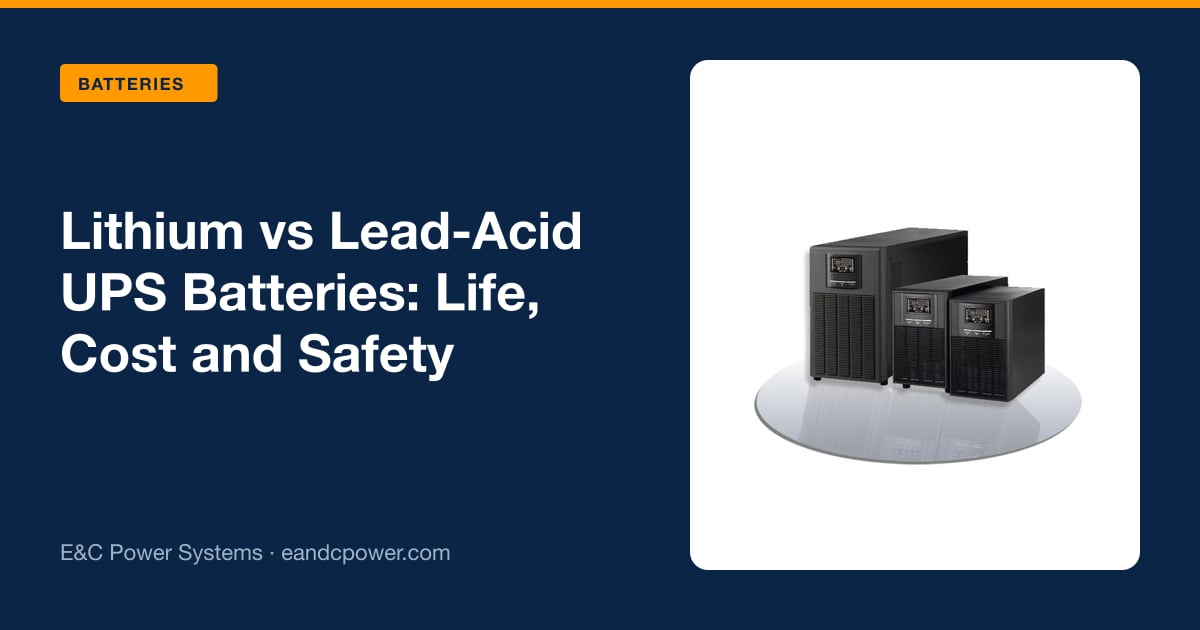 BATTERIES
Lithium vs Lead-Acid
UPS Batteries: Life,
Cost and Safety
E&C Power Systems · eandcpower.com